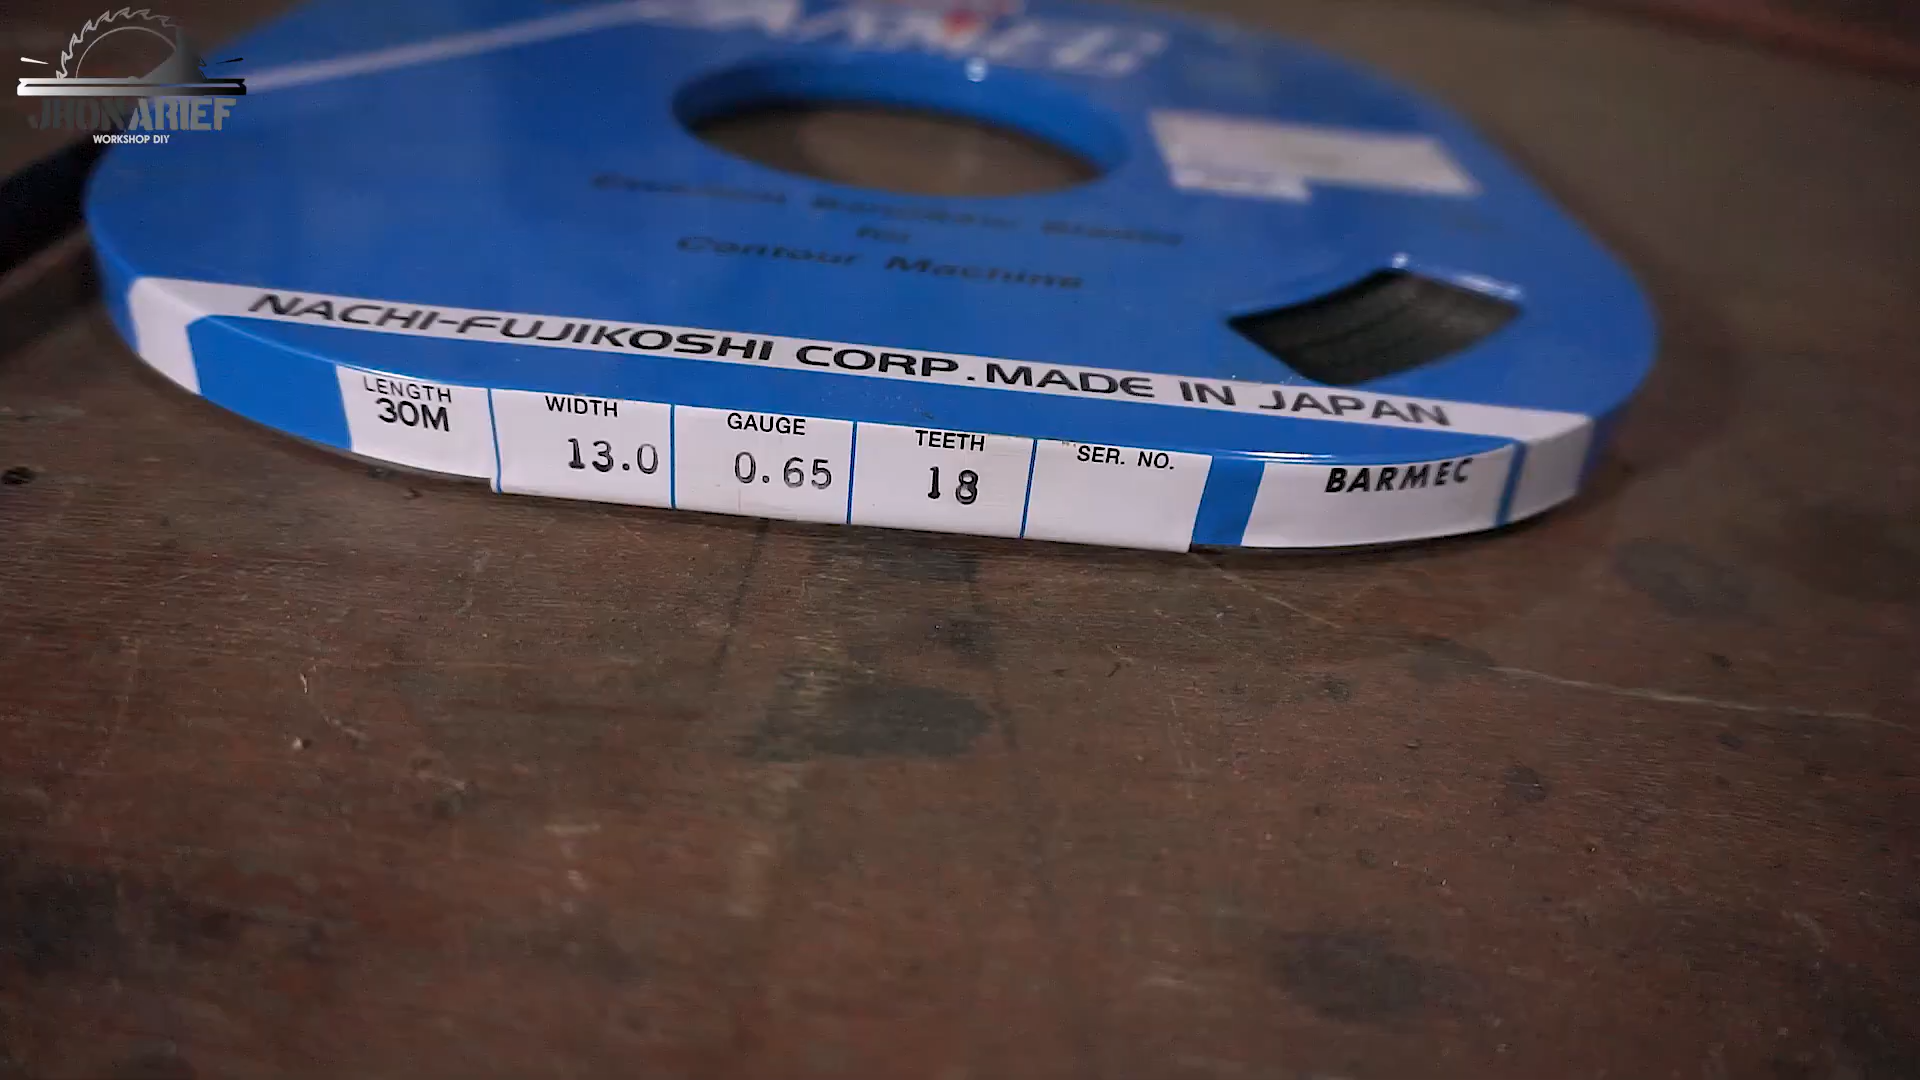 JHONARIEF
WORKSHOP DIY
for
Contour Machine
NACHI-FUJIKOSHI CORP. MADE IN JAPAN
LENGTH WIDTH GAUGE TEETH SER. NO. BARMEC
30M 13.0 0.65 18